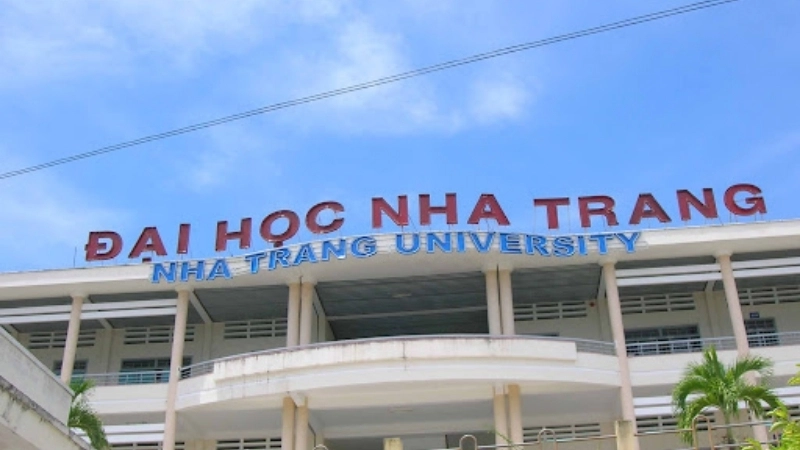 ĐẠI HỌC NHA TRANG
NHA TRANG UNIVERSITY